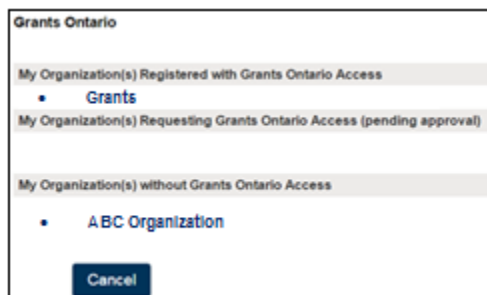 Grants Ontario
My Organization(s) Registered with Grants Ontario Access
• Grants
My Organization(s) Requesting Grants Ontario Access (pending approval)
My Organization(s) without Grants Ontario Access
• ABC Organization
Cancel